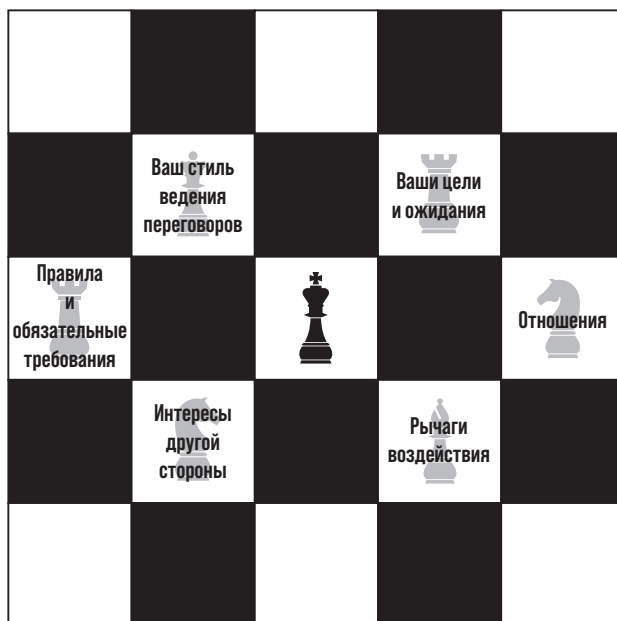 Ваш стиль
ведения
переговоров
Ваши цели
и ожидания
Правила
и
обязательные
требования
Отношения
Интересы
другой
стороны
Рычаги
воздействия